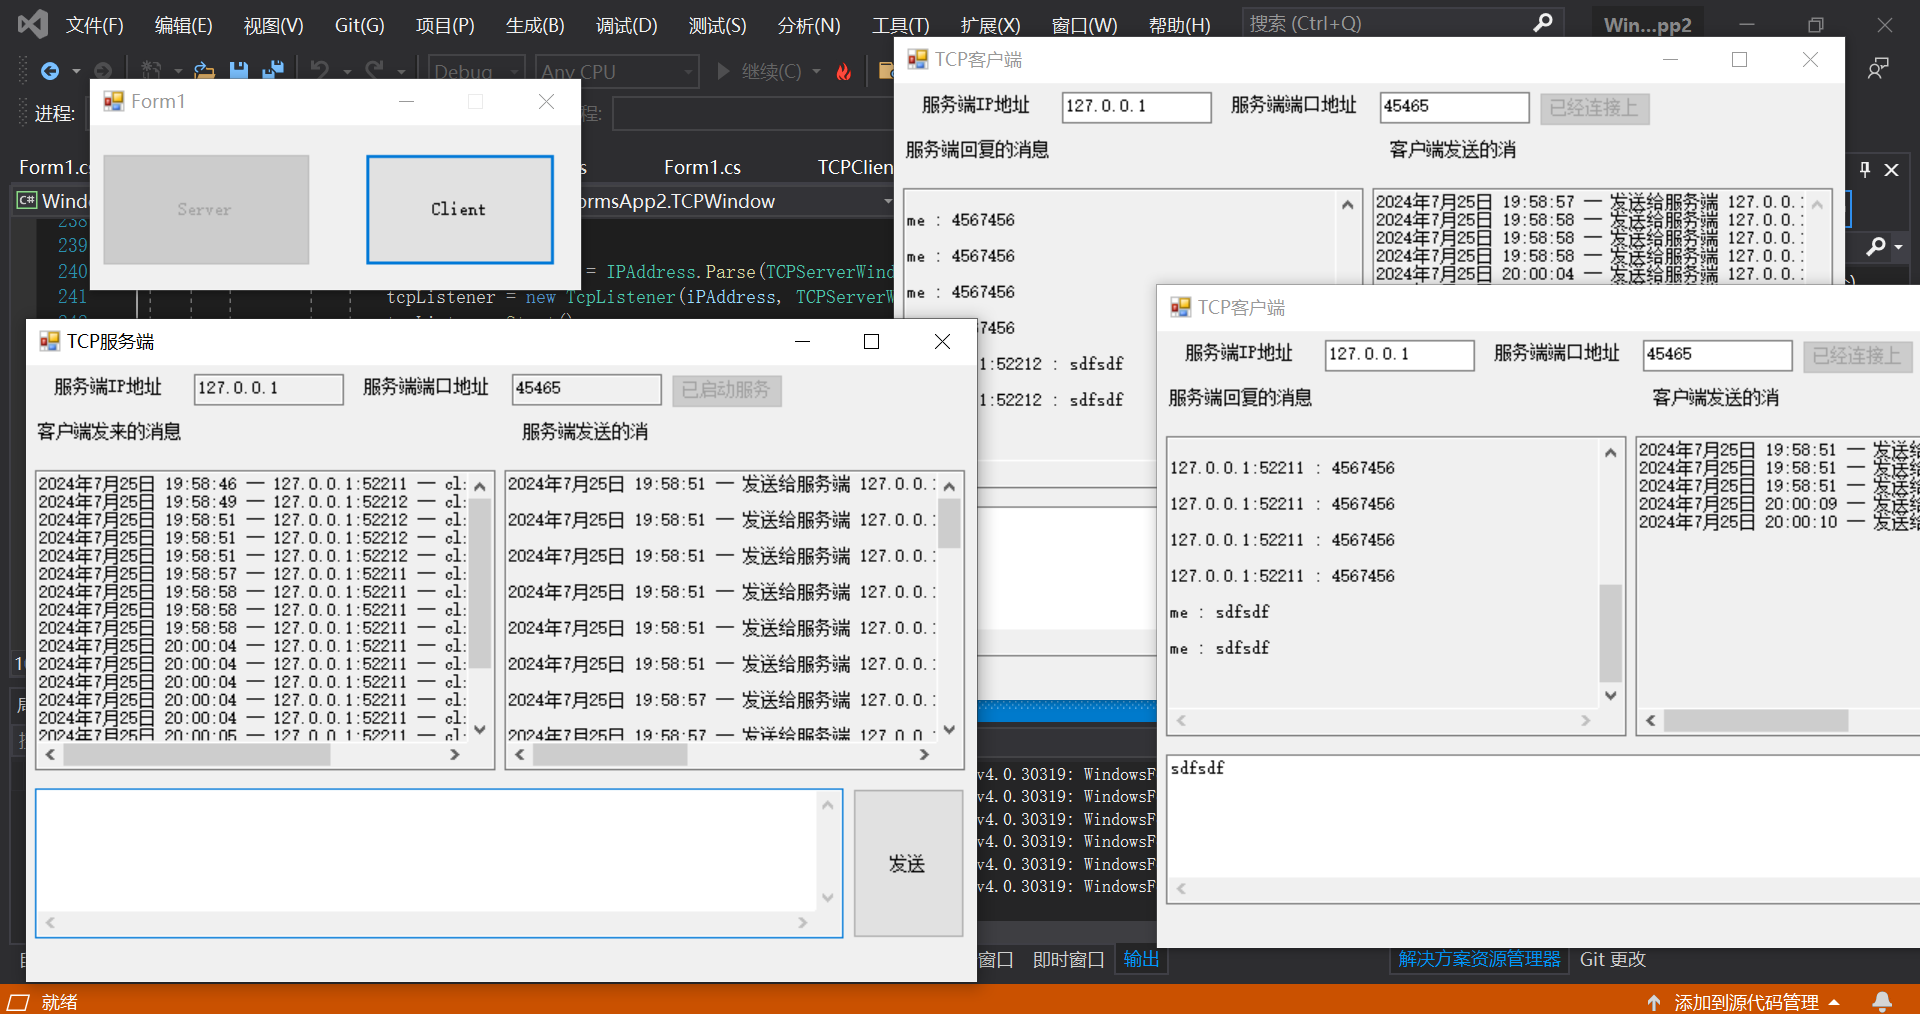 文件(F) 编辑(E) 视图(V) Git(G) 项目(P) 生成(B) 调试(D) 测试(S) 分析(N) 工具(T) 扩展(X) 窗口(W) 帮助(H) 搜索 (Ctrl+Q) Win...pp2
Debug Any CPU 继续(C)
进程:
程:
Form1.cs
Form1.cs TCPClien
Wind
ormsApp2.TCPWindow
238
239
240 = IPAddress.Parse(TCPServerWind
241 tcpListener = new TcpListener(iPAddress, TCPServerW
Form1
Server
Client
TCP客户端
服务端IP地址 127.0.0.1 服务端端口地址 45465 已经连接上
服务端回复的消息 客户端发送的消
me : 4567456
me : 4567456
me : 4567456
67456
1:52212 : sdfsdf
1:52212 : sdfsdf
2024年7月25日 19:58:57 — 发送给服务端 127.0.0.
2024年7月25日 19:58:58 — 发送给服务端 127.0.0.
2024年7月25日 19:58:58 — 发送给服务端 127.0.0.
2024年7月25日 19:58:58 — 发送给服务端 127.0.0.
2024年7月25日 20:00:04 — 发送给服务端 127.0.0.
TCP服务端
服务端IP地址 127.0.0.1 服务端端口地址 45465 已启动服务
客户端发来的消息 服务端发送的消
2024年7月25日 19:58:46 — 127.0.0.1:52211 — cl
2024年7月25日 19:58:49 — 127.0.0.1:52212 — cl
2024年7月25日 19:58:51 — 127.0.0.1:52212 — cl
2024年7月25日 19:58:51 — 127.0.0.1:52212 — cl
2024年7月25日 19:58:51 — 127.0.0.1:52212 — cl
2024年7月25日 19:58:57 — 127.0.0.1:52211 — cl
2024年7月25日 19:58:58 — 127.0.0.1:52211 — cl
2024年7月25日 19:58:58 — 127.0.0.1:52211 — cl
2024年7月25日 19:58:58 — 127.0.0.1:52211 — cl
2024年7月25日 20:00:04 — 127.0.0.1:52211 — cl
2024年7月25日 20:00:04 — 127.0.0.1:52211 — cl
2024年7月25日 20:00:04 — 127.0.0.1:52211 — cl
2024年7月25日 20:00:04 — 127.0.0.1:52211 — cl
2024年7月25日 20:00:04 — 127.0.0.1:52211 — cl
2024年7月25日 20:00:05 — 127.0.0.1:52211 — cl
2024年7月25日 19:58:51 — 发送给服务端 127.0.0.
2024年7月25日 19:58:51 — 发送给服务端 127.0.0.
2024年7月25日 19:58:51 — 发送给服务端 127.0.0.
2024年7月25日 19:58:51 — 发送给服务端 127.0.0.
2024年7月25日 19:58:51 — 发送给服务端 127.0.0.
2024年7月25日 19:58:51 — 发送给服务端 127.0.0.
2024年7月25日 19:58:57 — 发送给服务端 127.0.0.
2024年7月25日 19:58:57 — 发送给服务端 127.0.0.
发送
TCP客户端
服务端IP地址 127.0.0.1 服务端端口地址 45465 已经连接上
服务端回复的消息 客户端发送的消
127.0.0.1:52211 : 4567456
127.0.0.1:52211 : 4567456
127.0.0.1:52211 : 4567456
127.0.0.1:52211 : 4567456
me : sdfsdf
me : sdfsdf
2024年7月25日 19:58:51 — 发送给
2024年7月25日 19:58:51 — 发送给
2024年7月25日 19:58:51 — 发送给
2024年7月25日 20:00:09 — 发送给
2024年7月25日 20:00:10 — 发送给
sdfsdf
v4.0.30319: WindowsF
v4.0.30319: WindowsF
v4.0.30319: WindowsF
v4.0.30319: WindowsF
v4.0.30319: WindowsF
v4.0.30319: WindowsF
窗口 即时窗口 输出 解决方案资源管理器 Git 更改
就绪 添加到源代码管理